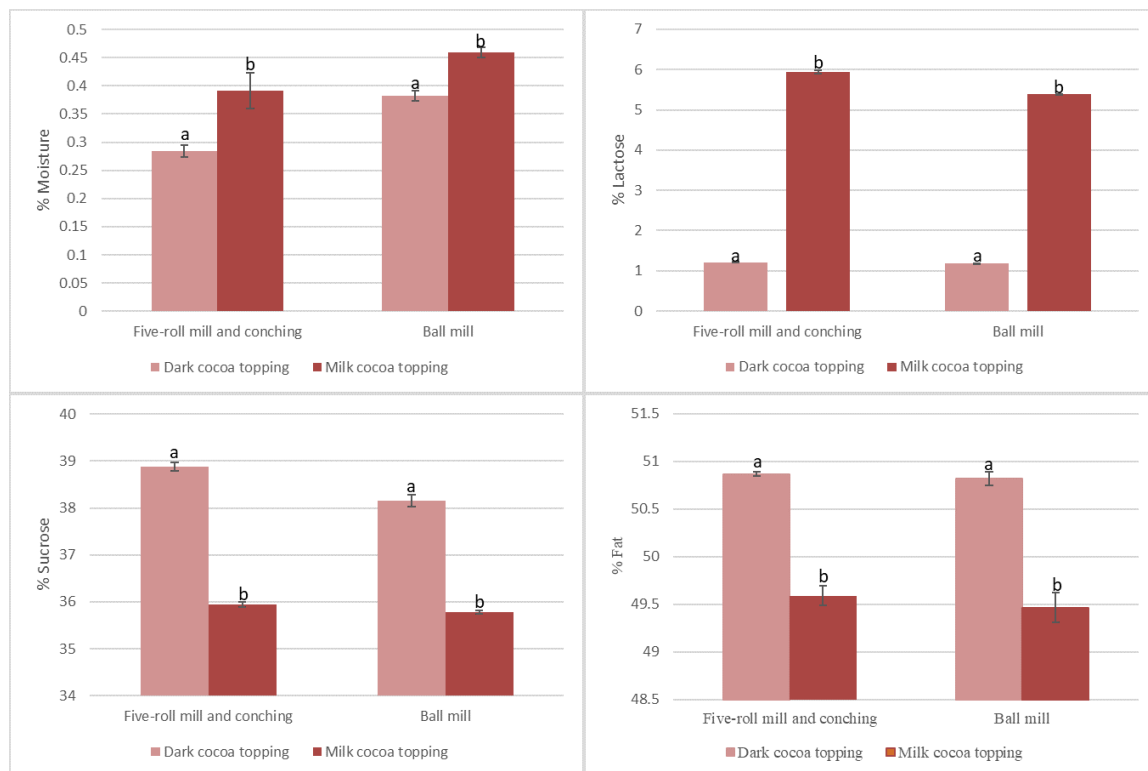 % Moisture
0.5
0.45
0.4
0.35
0.3
0.25
0.2
0.15
0.1
0.05
0
a
b
a
b
Five-roll mill and conching
Ball mill
Dark cocoa topping
Milk cocoa topping
% Lactose
7
6
5
4
3
2
1
0
a
b
a
b
Five-roll mill and conching
Ball mill
Dark cocoa topping
Milk cocoa topping
% Sucrose
40
39
38
37
36
35
34
a
b
a
b
Five-roll mill and conching
Ball mill
Dark cocoa topping
Milk cocoa topping
% Fat
51.5
51
50.5
50
49.5
49
48.5
a
b
a
b
Five-roll mill and conching
Ball mill
Dark cocoa topping
Milk cocoa topping